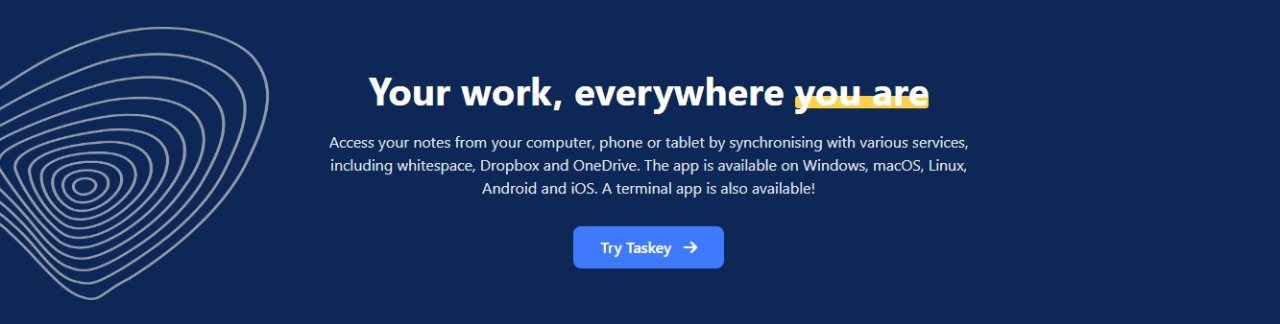 Your work, everywhere you are
Access your notes from your computer, phone or tablet by synchronising with various services,
including whitespace, Dropbox and OneDrive. The app is available on Windows, macOS, Linux,
Android and iOS. A terminal app is also available!
Try Taskey →